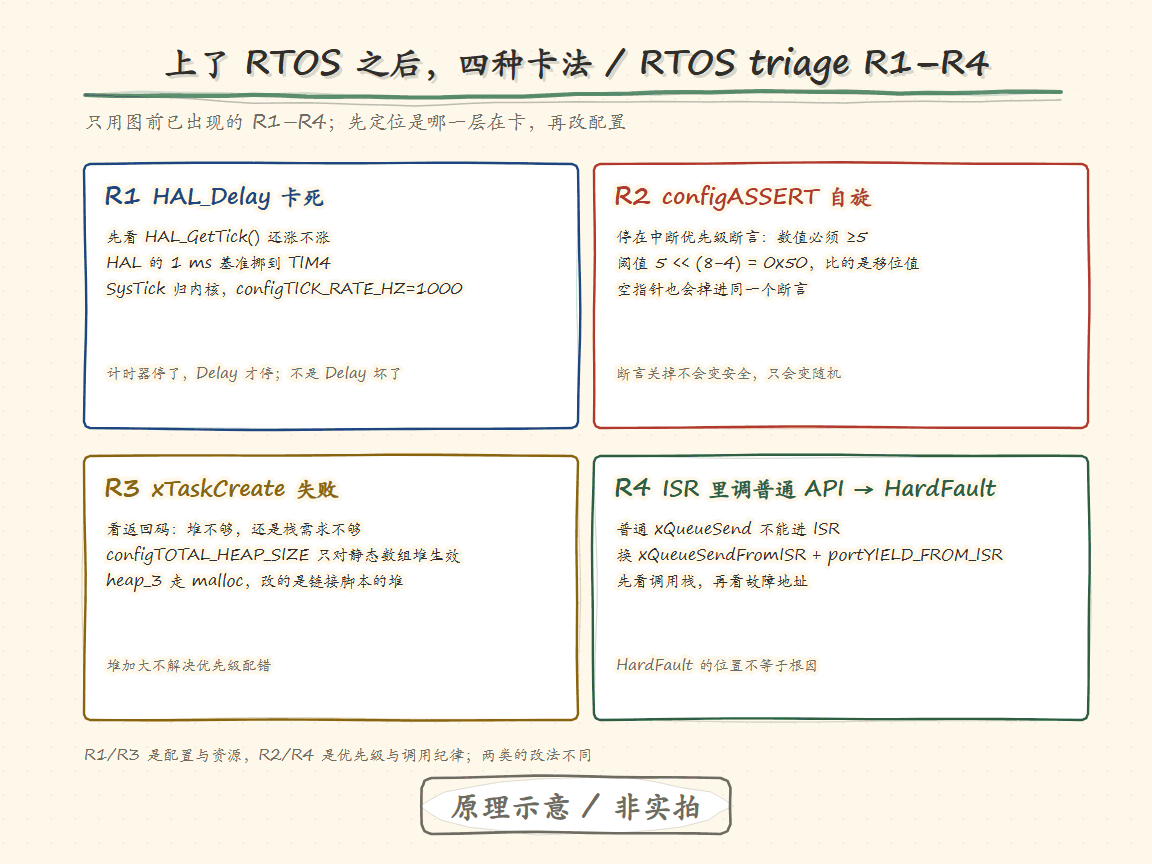 上了 RTOS 之后，四种卡法 / RTOS triage R1–R4
只用图前已出现的 R1–R4；先定位是哪一层在卡，再改配置
R1 HAL_Delay 卡死
先看 HAL_GetTick() 还涨不涨
HAL 的 1 ms 基准挪到 TIM4
SysTick 归内核，configTICK_RATE_HZ=1000
计时器停了，Delay 才停；不是 Delay 坏了
R2 configASSERT 自旋
停在中断优先级断言：数值必须 ≥5
阈值 5 << (8-4) = 0x50，比的是移位值
空指针也会掉进同一个断言
断言关掉不会变安全，只会变随机
R3 xTaskCreate 失败
看返回码：堆不够，还是栈需求不够
configTOTAL_HEAP_SIZE 只对静态数组堆生效
heap_3 走 malloc，改的是链接脚本的堆
堆加大不解决优先级配错
R4 ISR 里调普通 API → HardFault
普通 xQueueSend 不能进 ISR
换 xQueueSendFromISR + portYIELD_FROM_ISR
先看调用栈，再看故障地址
HardFault 的位置不等于根因
R1/R3 是配置与资源，R2/R4 是优先级与调用纪律；两类的改法不同
原理示意 / 非实拍